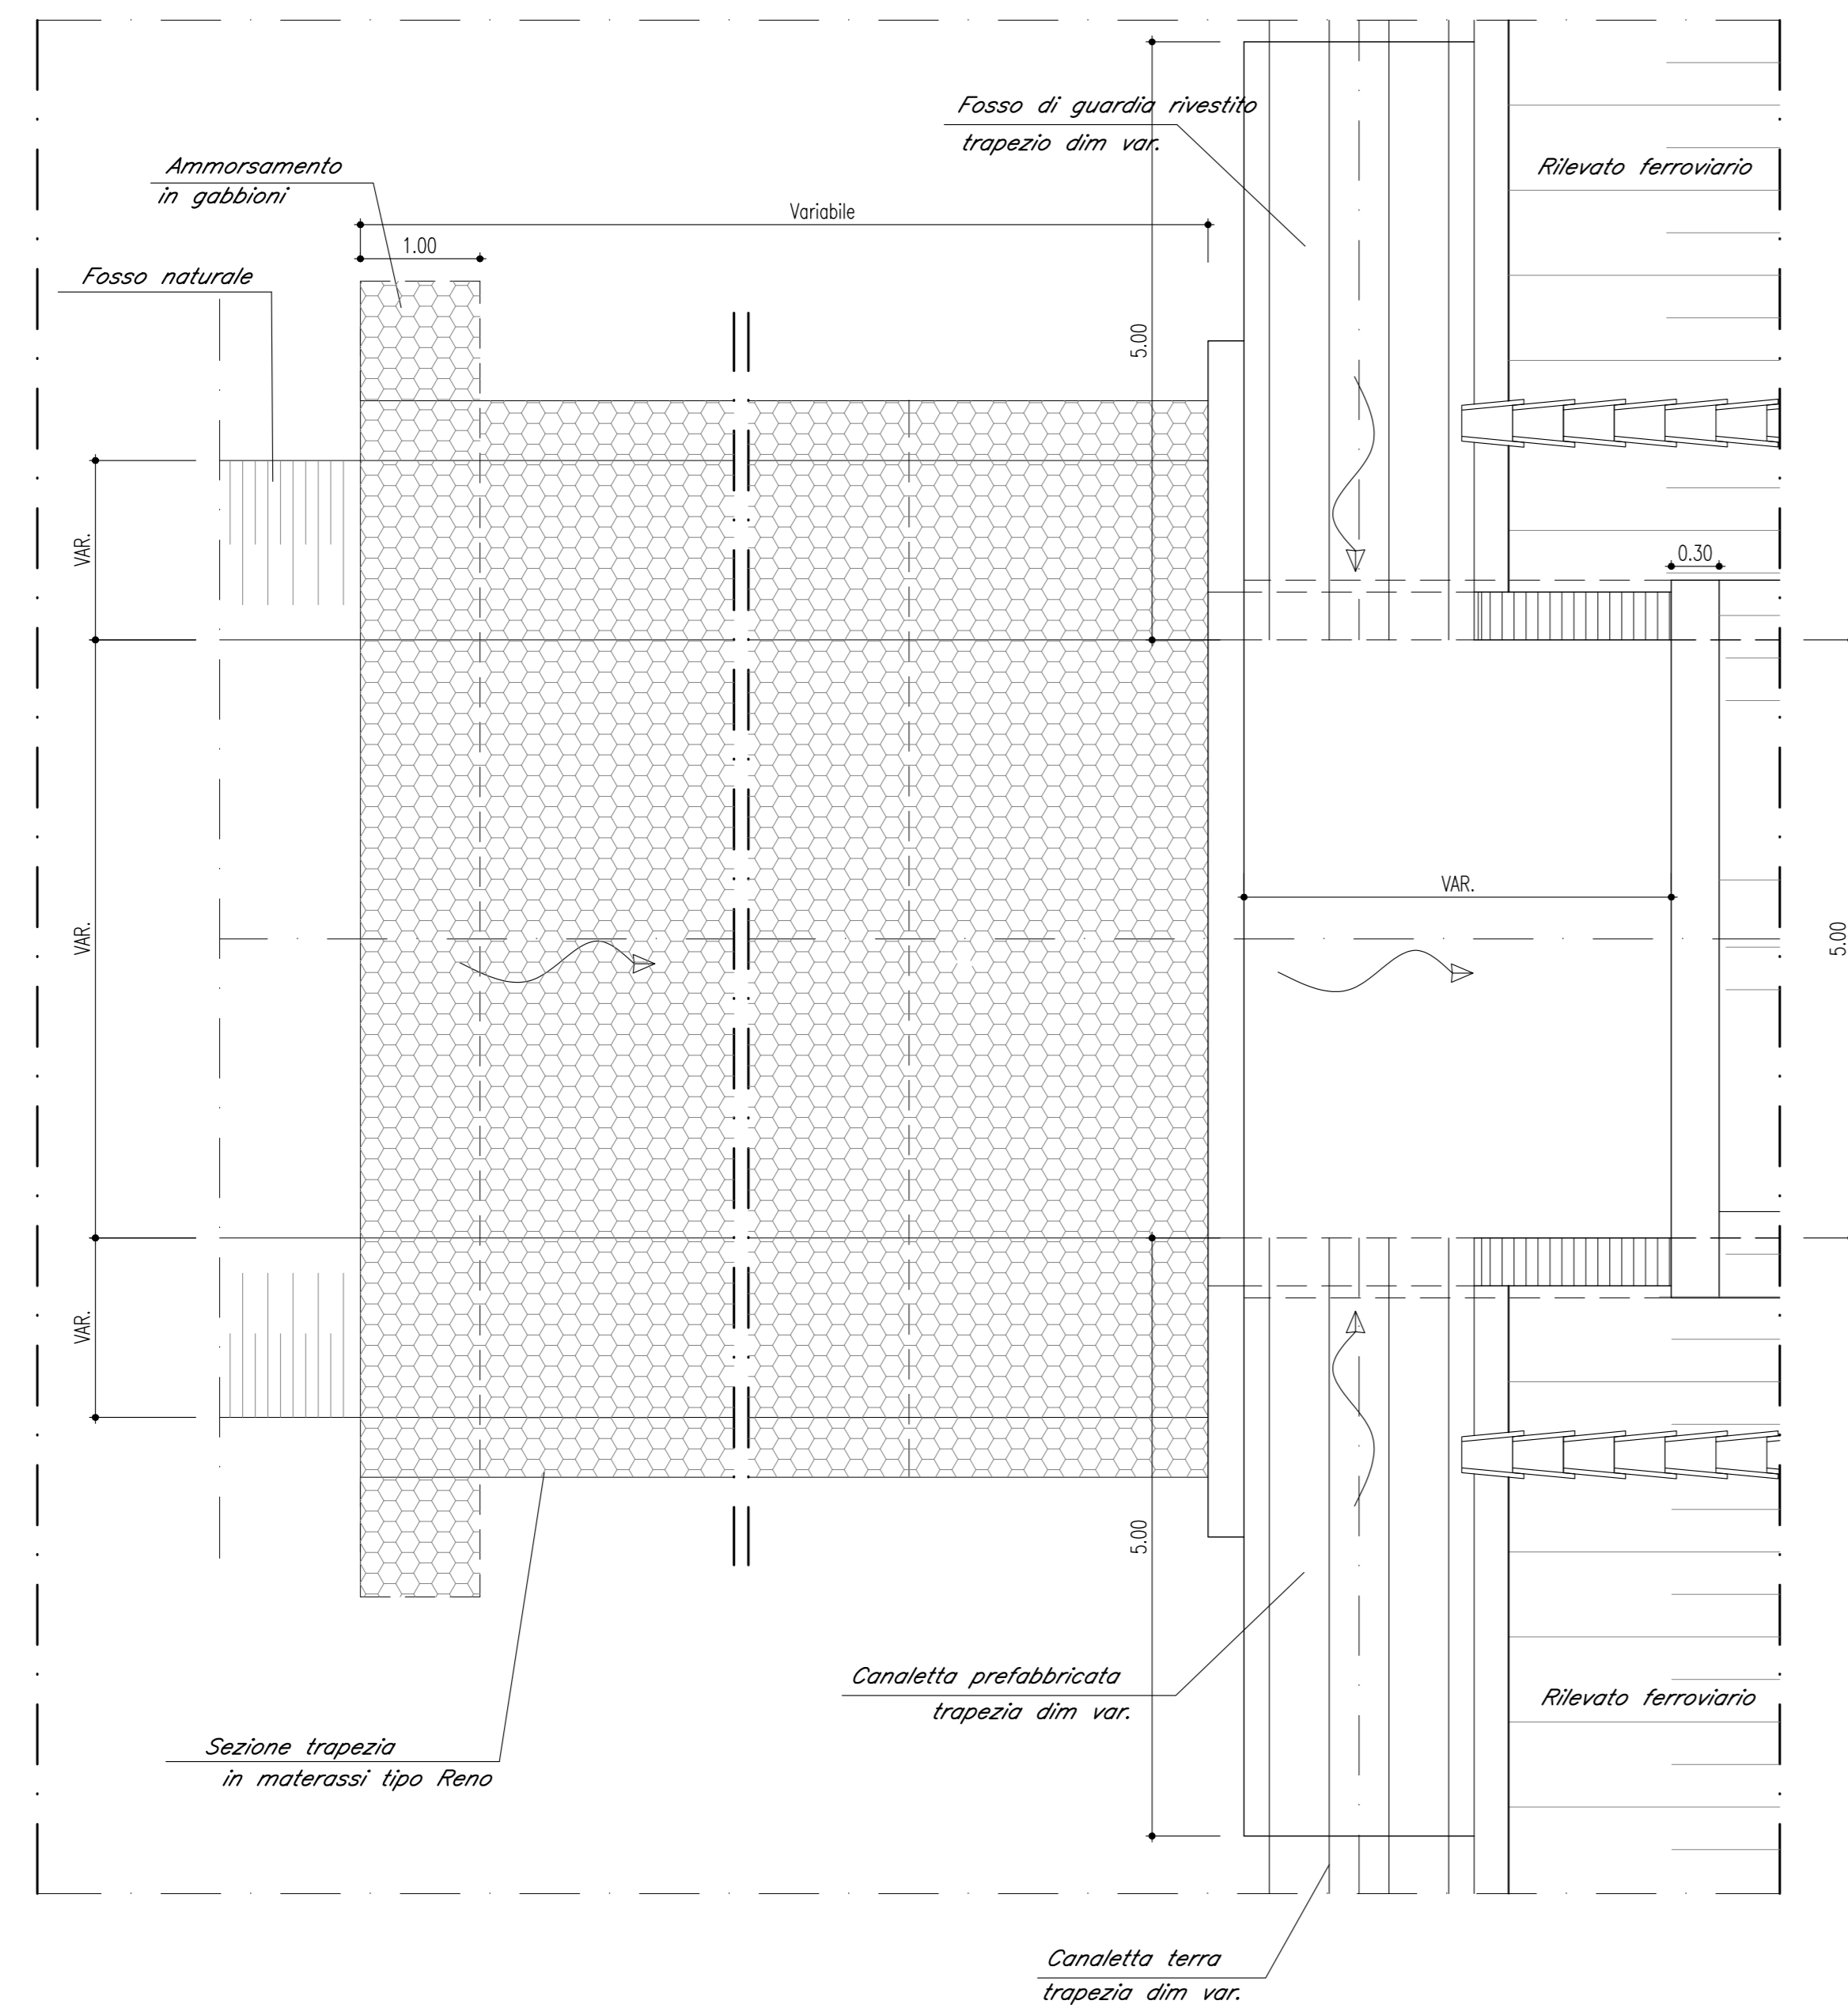 Fosso di guardia rivestito
trapezio dim var.
Ammorsamento
in gabbioni
Rilevato ferroviario
Variabile
1.00
Fosso naturale
5.00
VAR.
0.30
VAR.
VAR.
5.00
VAR.
5.00
Canaletta prefabbricata
trapezia dim var.
Rilevato ferroviario
Sezione trapezia
in materassi tipo Reno
Canaletta terra
trapezia dim var.